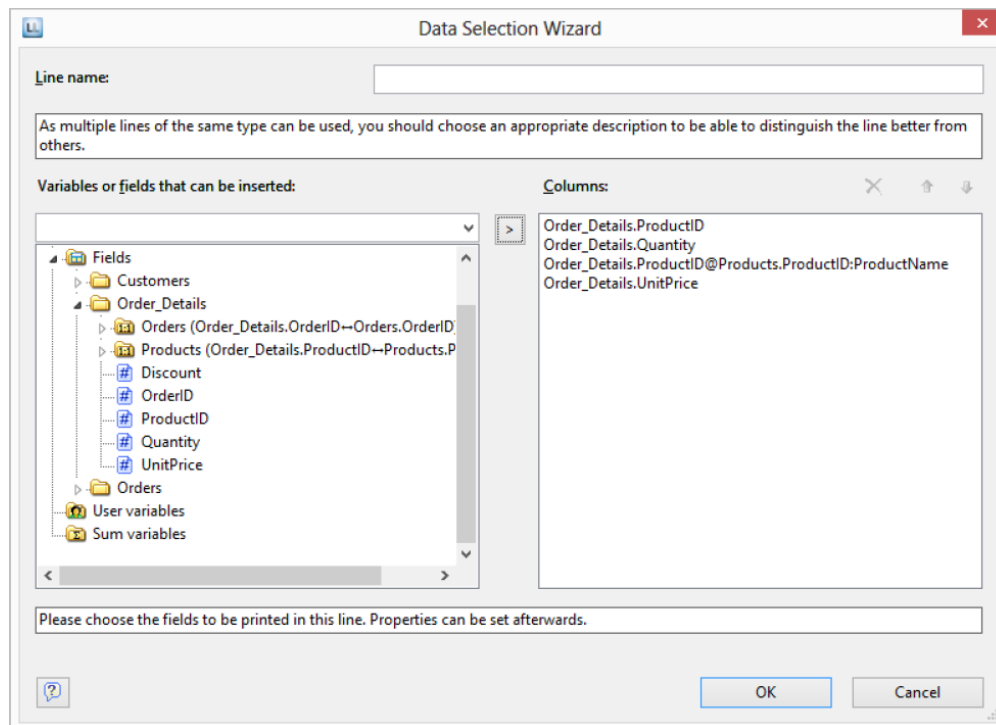 Data Selection Wizard
Line name:
As multiple lines of the same type can be used, you should choose an appropriate description to be able to distinguish the line better from
others.
Variables or fields that can be inserted:
Columns:
>
Fields
Customers
Order_Details
Orders (Order_Details.OrderID↔Orders.OrderID)
Products (Order_Details.ProductID↔Products.P
Discount
OrderID
ProductID
Quantity
UnitPrice
Orders
User variables
Sum variables
Order_Details.ProductID
Order_Details.Quantity
Order_Details.ProductID@Products.ProductID:ProductName
Order_Details.UnitPrice
Please choose the fields to be printed in this line. Properties can be set afterwards.
OK
Cancel